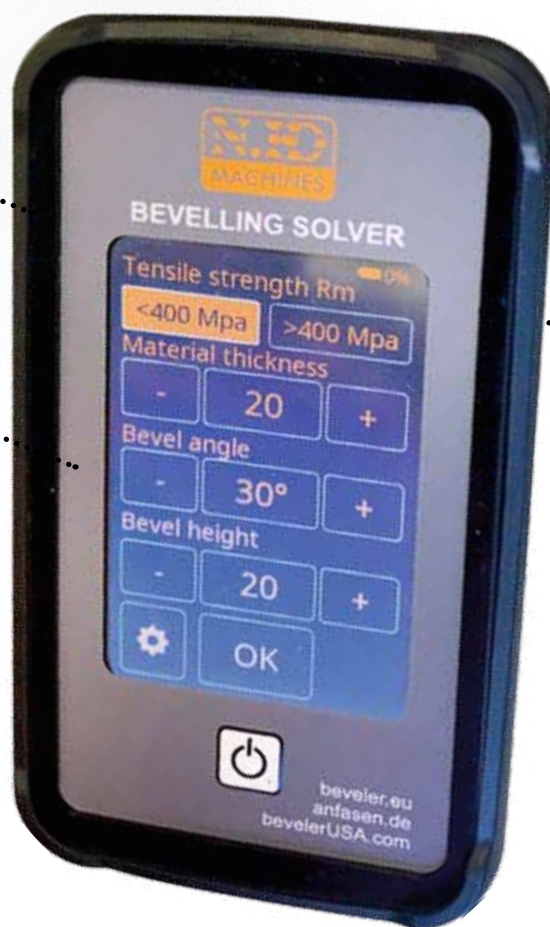 N.KO
MACHINES
BEVELLING SOLVER
0%
Tensile strength Rm
<400 Mpa >400 Mpa
Material thickness
- 20 +
Bevel angle
- 30° +
Bevel height
- 20 +
OK
beveler.eu
anfasen.de
bevelerUSA.com